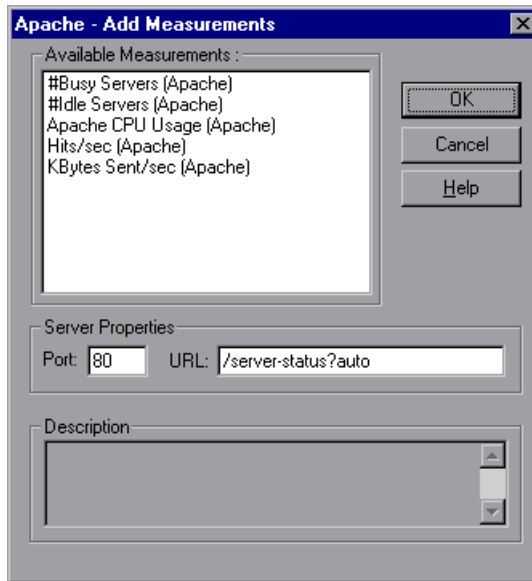 Apache - Add Measurements
Available Measurements :
#Busy Servers (Apache)
#Idle Servers (Apache)
Apache CPU Usage (Apache)
Hits/sec (Apache)
KBytes Sent/sec (Apache)
OK
Cancel
Help
Server Properties
Port: 80 URL: /server-status?auto
Description